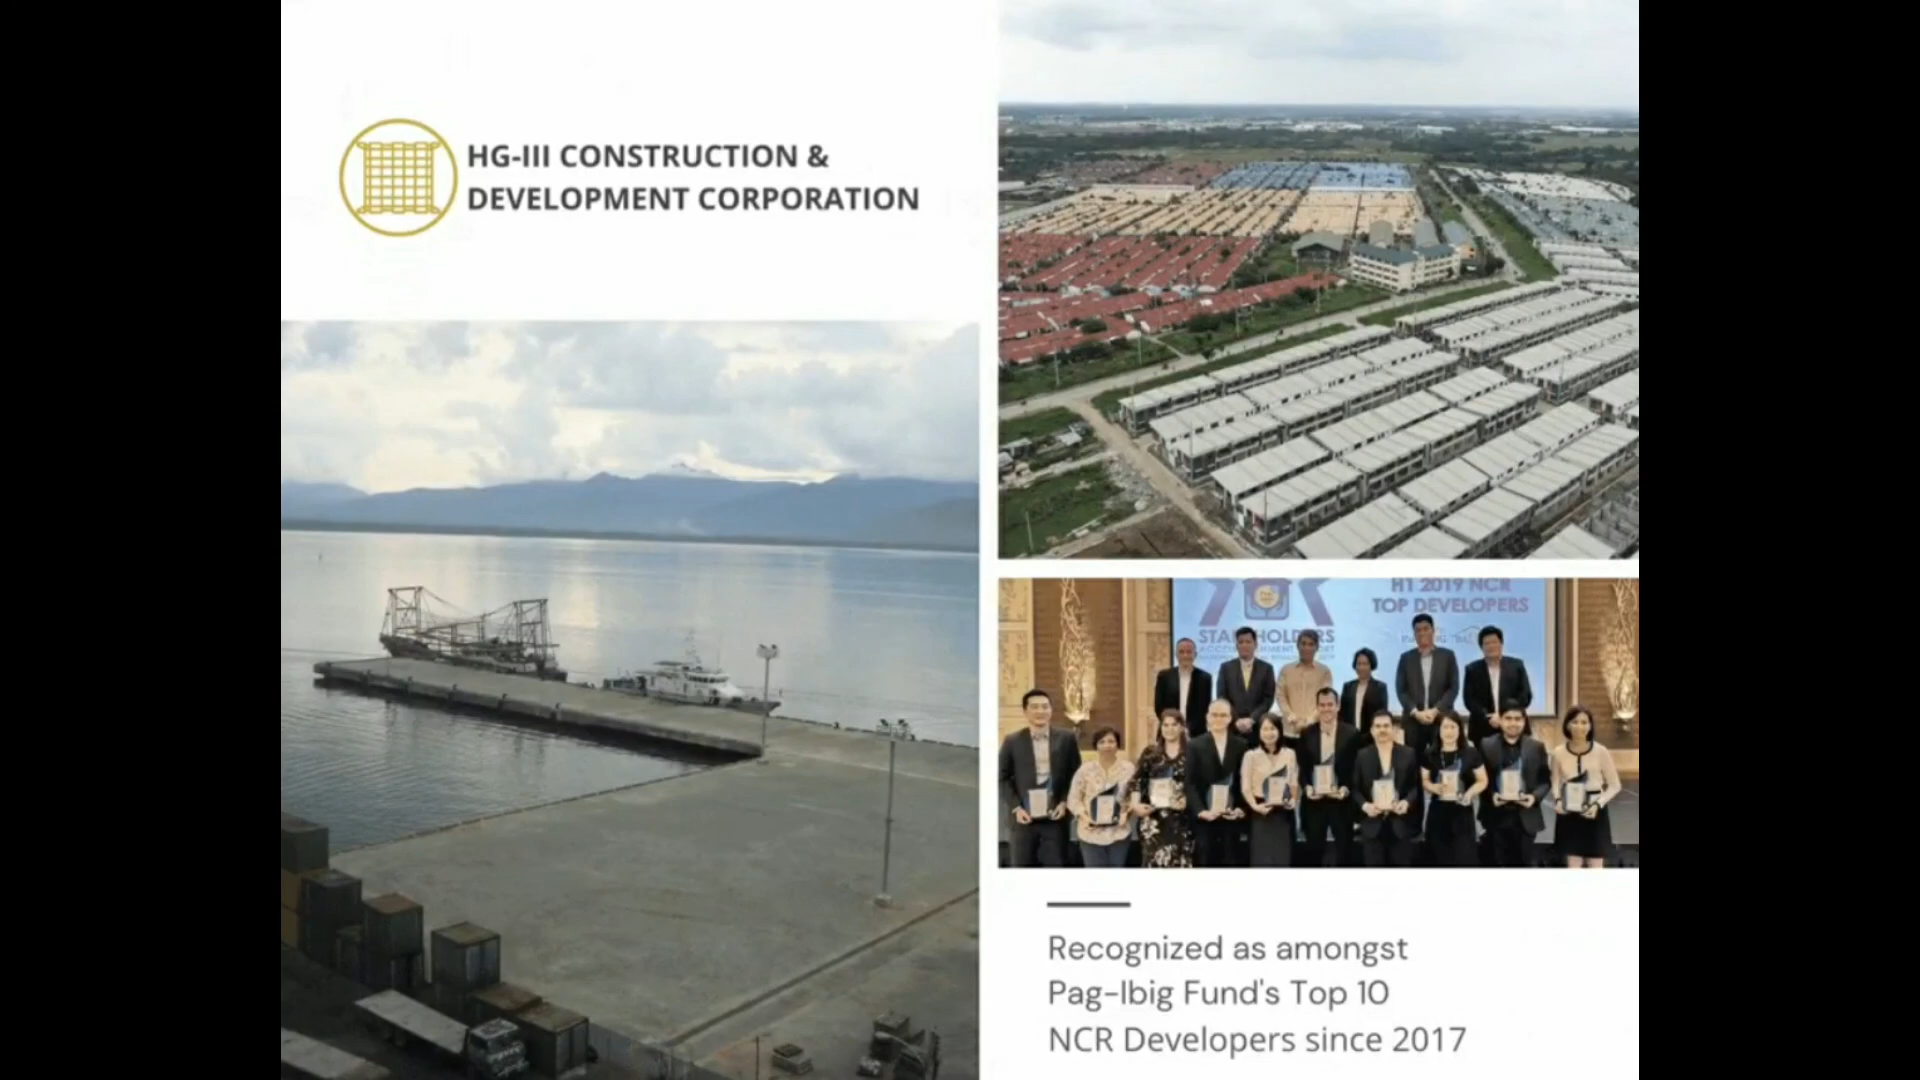 HG-III CONSTRUCTION &
DEVELOPMENT CORPORATION
H1 2019 NCR
TOP DEVELOPERS
STAKEHOLDERS
Recognized as amongst
Pag-Ibig Fund's Top 10
NCR Developers since 2017